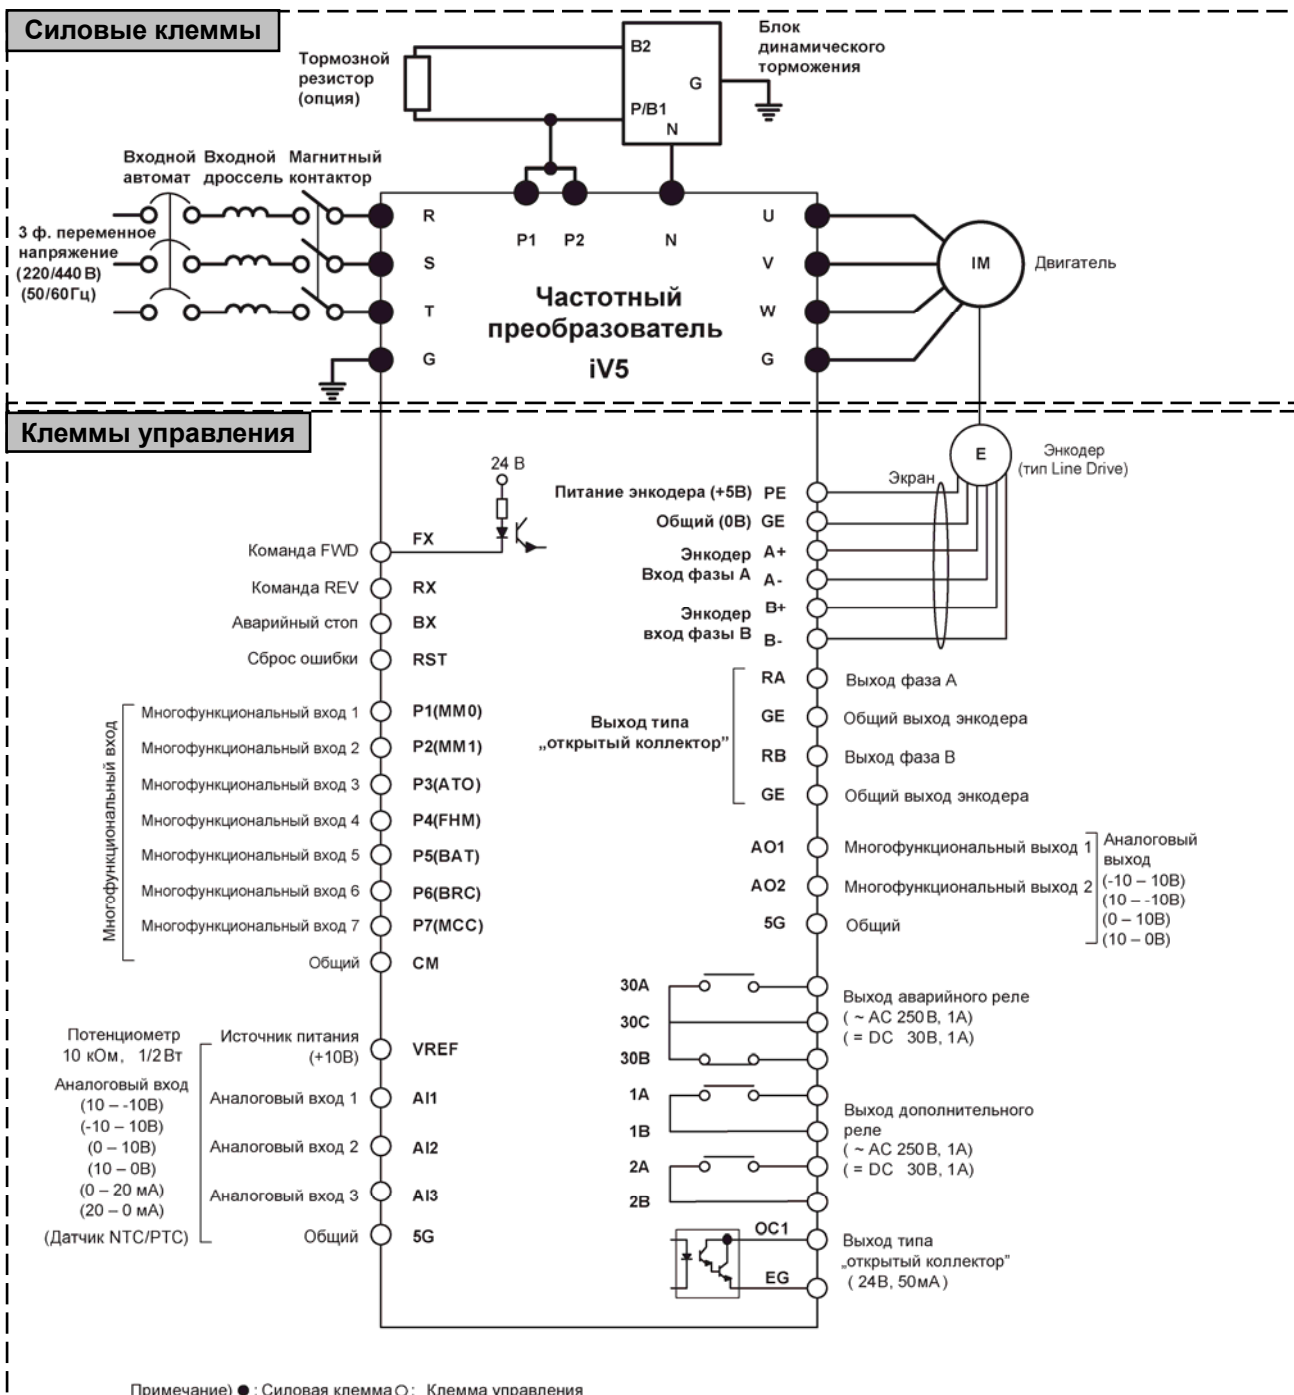 Силовые клеммы
Тормозной
резистор
(опция)
B2
P/B1
G
N
Блок
динамического
торможения
Входной
автомат
Входной
дроссель
Магнитный
контактор
3 ф. переменное
напряжение
(220/440 В)
(50/60Гц)
R
S
T
G
P1
P2
N
U
V
W
G
Частотный
преобразователь
iV5
IM
Двигатель
Клеммы управления
24 В
Команда FWD
FX
Команда REV
RX
Аварийный стоп
BX
Сброс ошибки
RST
Многофункциональный вход
Многофункциональный вход 1
P1(MM0)
Многофункциональный вход 2
P2(MM1)
Многофункциональный вход 3
P3(ATO)
Многофункциональный вход 4
P4(FHM)
Многофункциональный вход 5
P5(BAT)
Многофункциональный вход 6
P6(BRC)
Многофункциональный вход 7
P7(MCC)
Общий
CM
Потенциометр
10 кОм, 1/2 Вт
Аналоговый вход
(10 – -10В)
(-10 – 10В)
(0 – 10В)
(10 – 0В)
(0 – 20 мА)
(20 – 0 мА)
(Датчик NTC/PTC)
Источник питания
(+10В)
VREF
Аналоговый вход 1
AI1
Аналоговый вход 2
AI2
Аналоговый вход 3
AI3
Общий
5G
E
Энкодер
(тип Line Drive)
Экран
Питание энкодера (+5В)
PE
Общий (0В)
GE
Энкодер
Вход фазы А
A+
A-
Энкодер
вход фазы В
B+
B-
Выход типа
„открытый коллектор”
RA
Выход фаза А
GE
Общий выход энкодера
RB
Выход фаза В
GE
Общий выход энкодера
AO1
Многофункциональный выход 1
AO2
Многофункциональный выход 2
5G
Общий
Аналоговый
выход
(-10 – 10В)
(10 – -10В)
(0 – 10В)
(10 – 0В)
30A
30C
30B
Выход аварийного реле
( ~ AC 250 В, 1А)
( = DC 30В, 1А)
1A
1B
2A
2B
Выход дополнительного
реле
( ~ AC 250 В, 1А)
( = DC 30В, 1А)
OC1
EG
Выход типа
„открытый коллектор”
( 24В, 50мА )
Примечание) ● : Силовая клемма ○ : Клемма управления